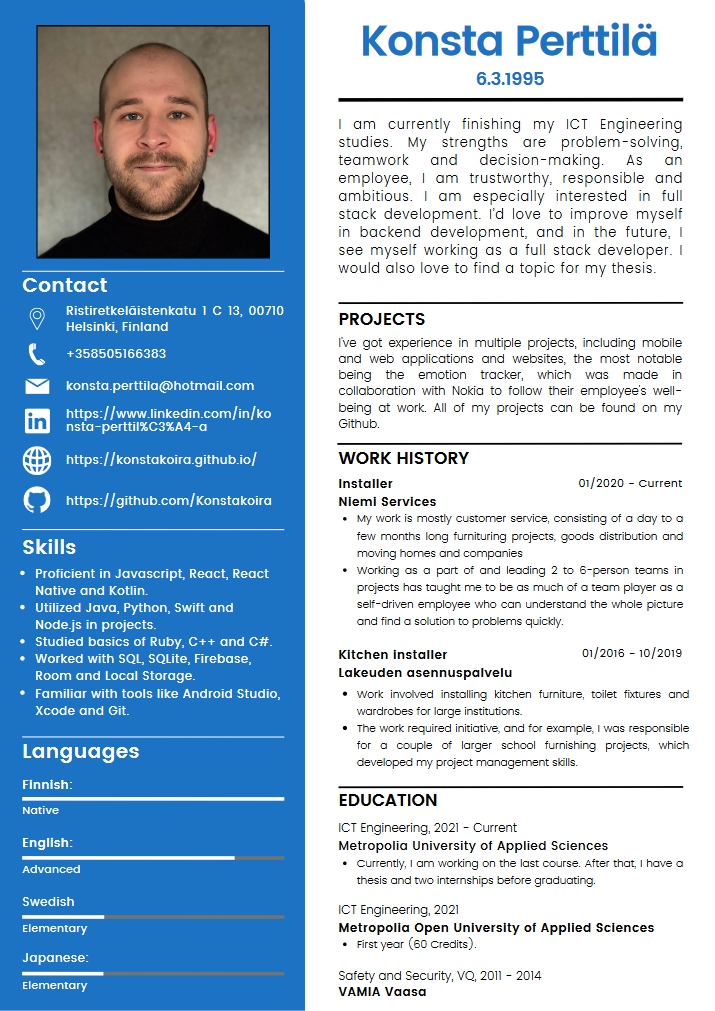 Contact
Ristiretkeläistenkatu 1 C 13, 00710
Helsinki, Finland
+358505166383
konsta.perttila@hotmail.com
https://www.linkedin.com/in/ko
nsta-perttil%C3%A4-a
https://konstakoira.github.io/
https://github.com/Konstakoira
Skills
• Proficient in Javascript, React, React
Native and Kotlin.
• Utilized Java, Python, Swift and
Node.js in projects.
• Studied basics of Ruby, C++ and C#.
• Worked with SQL, SQLite, Firebase,
Room and Local Storage.
• Familiar with tools like Android Studio,
Xcode and Git.
Languages
Finnish:
Native
English:
Advanced
Swedish
Elementary
Japanese:
Elementary
Konsta Perttilä
6.3.1995
I am currently finishing my ICT Engineering
studies. My strengths are problem-solving,
teamwork and decision-making. As an
employee, I am trustworthy, responsible and
ambitious. I am especially interested in full
stack development. I'd love to improve myself
in backend development, and in the future, I
see myself working as a full stack developer. I
would also love to find a topic for my thesis.
PROJECTS
I've got experience in multiple projects, including mobile
and web applications and websites, the most notable
being the emotion tracker, which was made in
collaboration with Nokia to follow their employee's well-
being at work. All of my projects can be found on my
Github.
WORK HISTORY
Installer 01/2020 - Current
Niemi Services
• My work is mostly customer service, consisting of a day to a
few months long furnituring projects, goods distribution and
moving homes and companies
• Working as a part of and leading 2 to 6-person teams in
projects has taught me to be as much of a team player as a
self-driven employee who can understand the whole picture
and find a solution to problems quickly.
Kitchen installer 01/2016 - 10/2019
Lakeuden asennuspalvelu
• Work involved installing kitchen furniture, toilet fixtures and
wardrobes for large institutions.
• The work required initiative, and for example, I was responsible
for a couple of larger school furnishing projects, which
developed my project management skills.
EDUCATION
ICT Engineering, 2021 - Current
Metropolia University of Applied Sciences
• Currently, I am working on the last course. After that, I have a
thesis and two internships before graduating.
ICT Engineering, 2021
Metropolia Open University of Applied Sciences
• First year (60 Credits).
Safety and Security, VQ, 2011 - 2014
VAMIA Vaasa